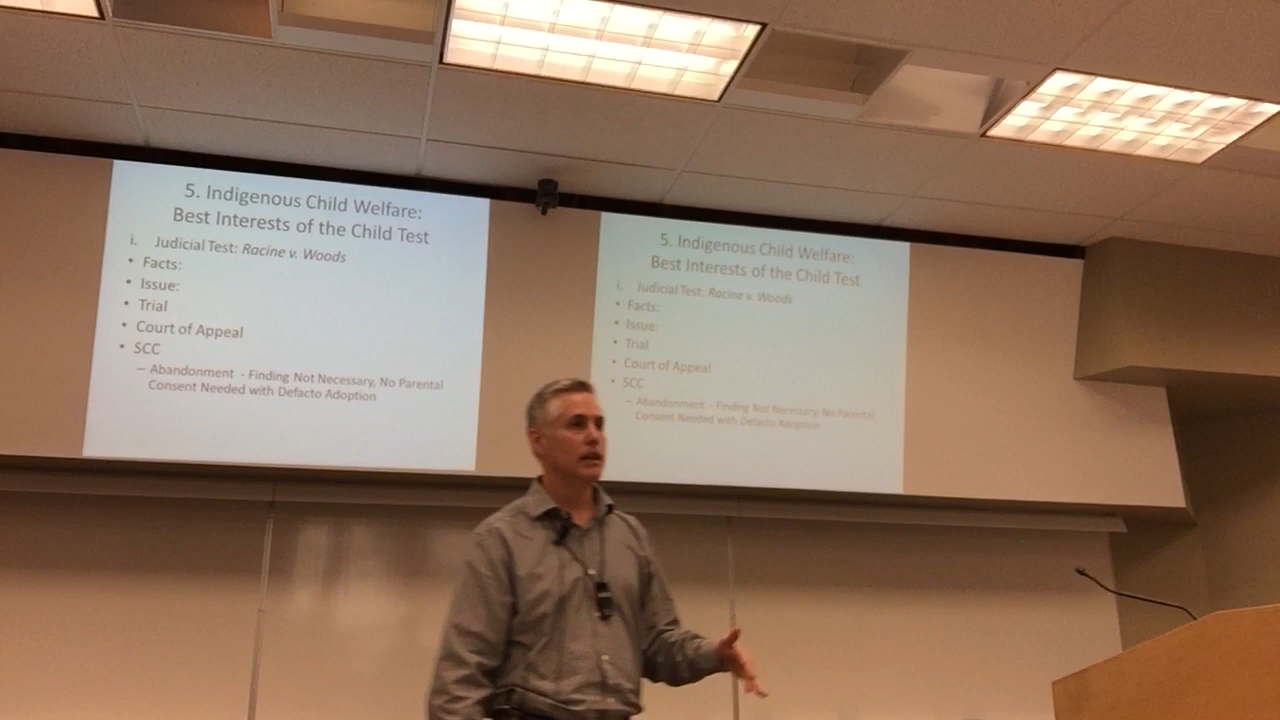 5. Indigenous Child Welfare:
Best Interests of the Child Test
i. Judicial Test: Racine v. Woods
• Facts:
• Issue:
• Trial
• Court of Appeal
• SCC
– Abandonment - Finding Not Necessary, No Parental
Consent Needed with Defacto Adoption
5. Indigenous Child Welfare:
Best Interests of the Child Test
i. Judicial Test: Racine v. Woods
• Facts:
• Issue:
• Trial
• Court of Appeal
• SCC
– Abandonment - Finding Not Necessary, No Parental
Consent Needed with Defacto Adoption